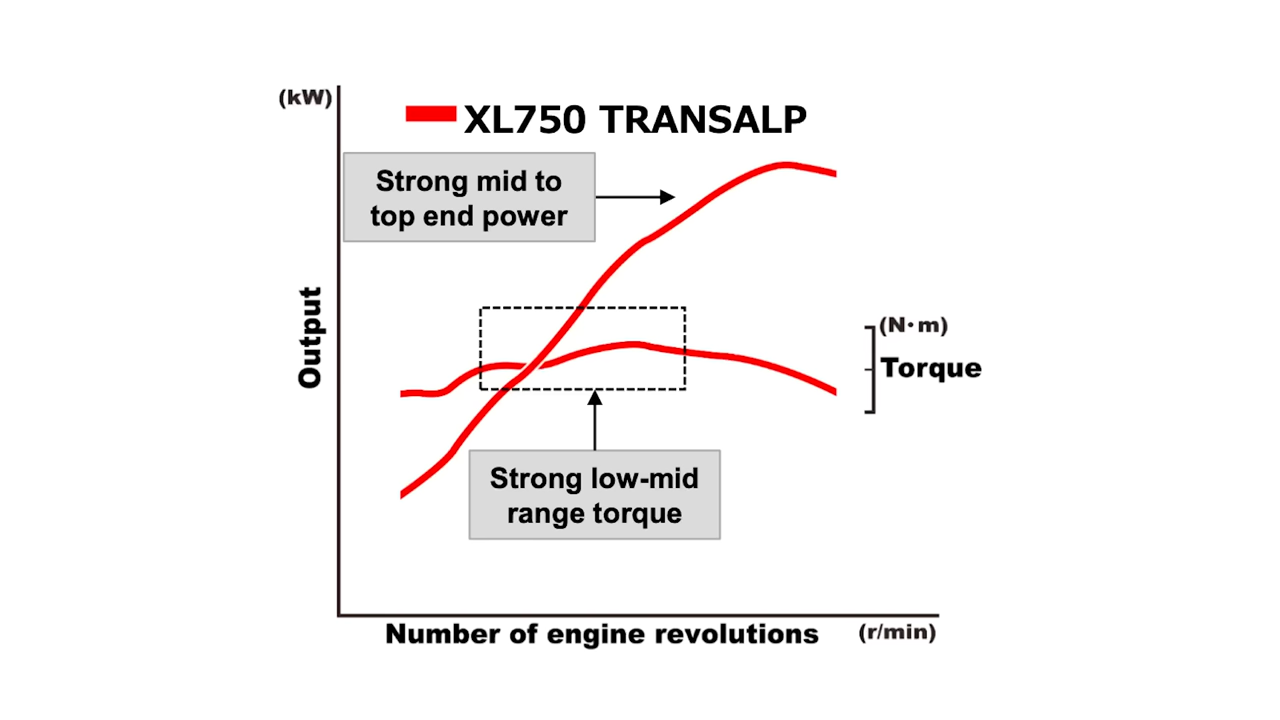 (kW)
XL750 TRANSALP
Strong mid to
top end power
Output
(N·m)
Torque
Strong low-mid
range torque
Number of engine revolutions (r/min)